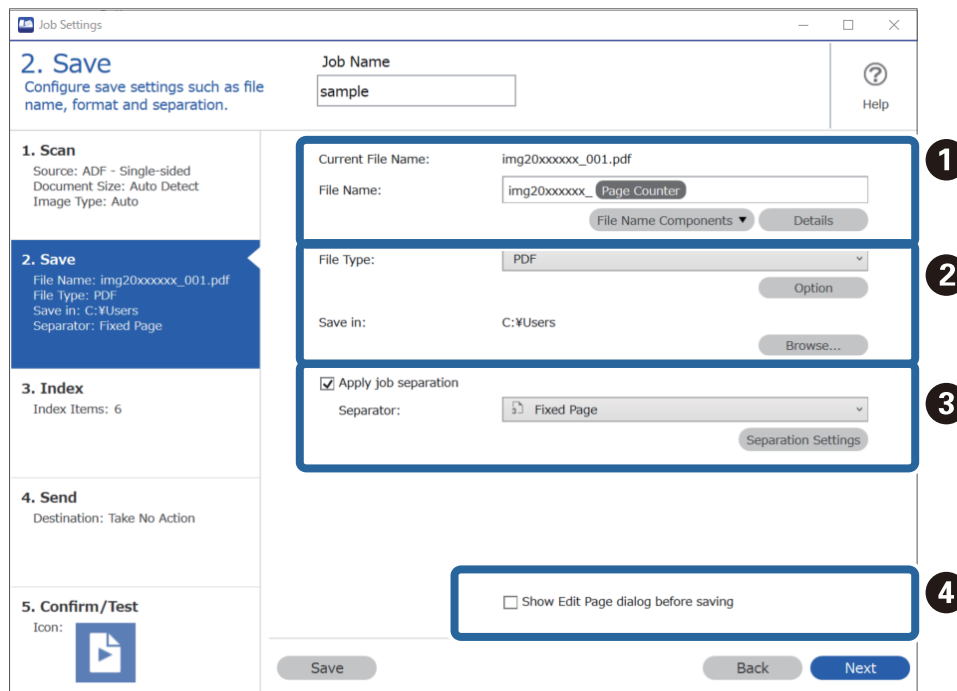 Job Settings
2. Save
Configure save settings such as file
name, format and separation.
Job Name
sample
?
Help
1. Scan
Source: ADF - Single-sided
Document Size: Auto Detect
Image Type: Auto
2. Save
File Name: img20xxxxxx_001.pdf
File Type: PDF
Save in: C:¥Users
Separator: Fixed Page
3. Index
Index Items: 6
4. Send
Destination: Take No Action
5. Confirm/Test
Icon:
Current File Name: img20xxxxxx_001.pdf
File Name: img20xxxxxx_ Page Counter
File Name Components ▼ Details
1
File Type: PDF
Option
Save in: C:¥Users
Browse...
2
Apply job separation
Separator: Fixed Page
Separation Settings
3
Show Edit Page dialog before saving
4
Save Back Next